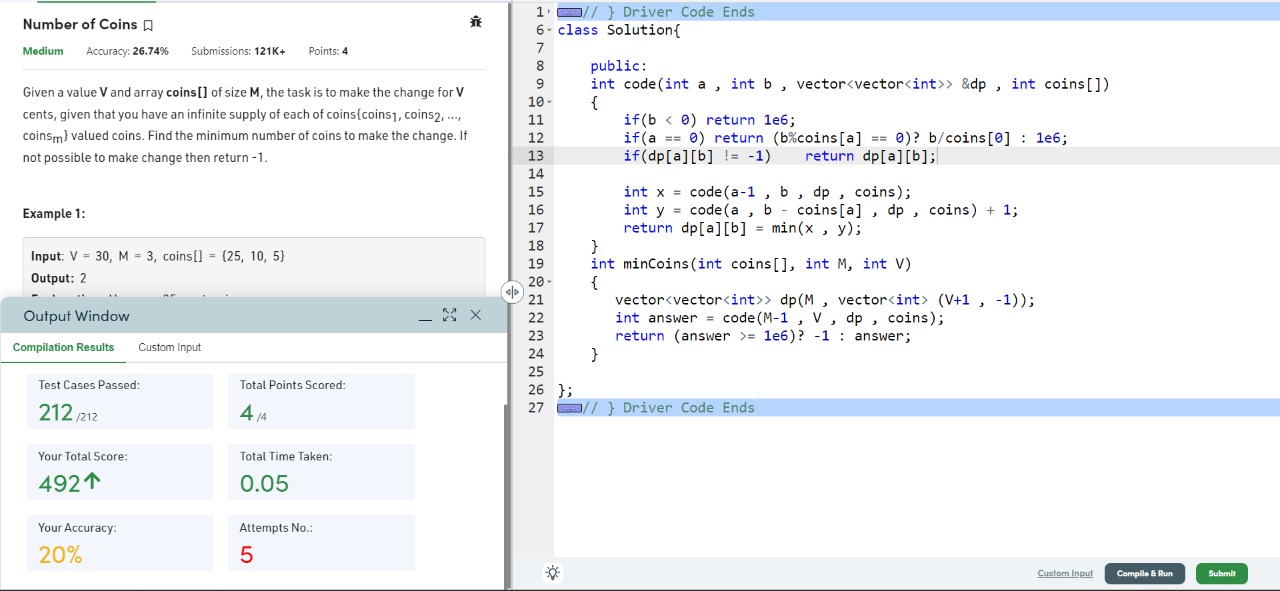 Number of Coins
Medium Accuracy: 26.74% Submissions: 121K+ Points: 4
Given a value V and array coins[] of size M, the task is to make the change for V
cents, given that you have an infinite supply of each of coins{coins1, coins2, ...,
coinsm} valued coins. Find the minimum number of coins to make the change. If
not possible to make change then return -1.
Example 1:
Input: V = 30, M = 3, coins[] = {25, 10, 5}
Output: 2
Output Window
Compilation Results Custom Input
Test Cases Passed: Total Points Scored:
212 /212 4 /4
Your Total Score: Total Time Taken:
492 0.05
Your Accuracy: Attempts No.:
20% 5
1 // } Driver Code Ends
6 class Solution{
7
8 public:
9 int code(int a , int b , vector<vector<int>> &dp , int coins[])
10 {
11 if(b < 0) return 1e6;
12 if(a == 0) return (b%coins[a] == 0)? b/coins[0] : 1e6;
13 if(dp[a][b] != -1) return dp[a][b];
14
15 int x = code(a-1 , b , dp , coins);
16 int y = code(a , b - coins[a] , dp , coins) + 1;
17 return dp[a][b] = min(x , y);
18 }
19 int minCoins(int coins[], int M, int V)
20 {
21 vector<vector<int>> dp(M , vector<int> (V+1 , -1));
22 int answer = code(M-1 , V , dp , coins);
23 return (answer >= 1e6)? -1 : answer;
24 }
25
26 };
27 // } Driver Code Ends
Custom Input Compile & Run Submit